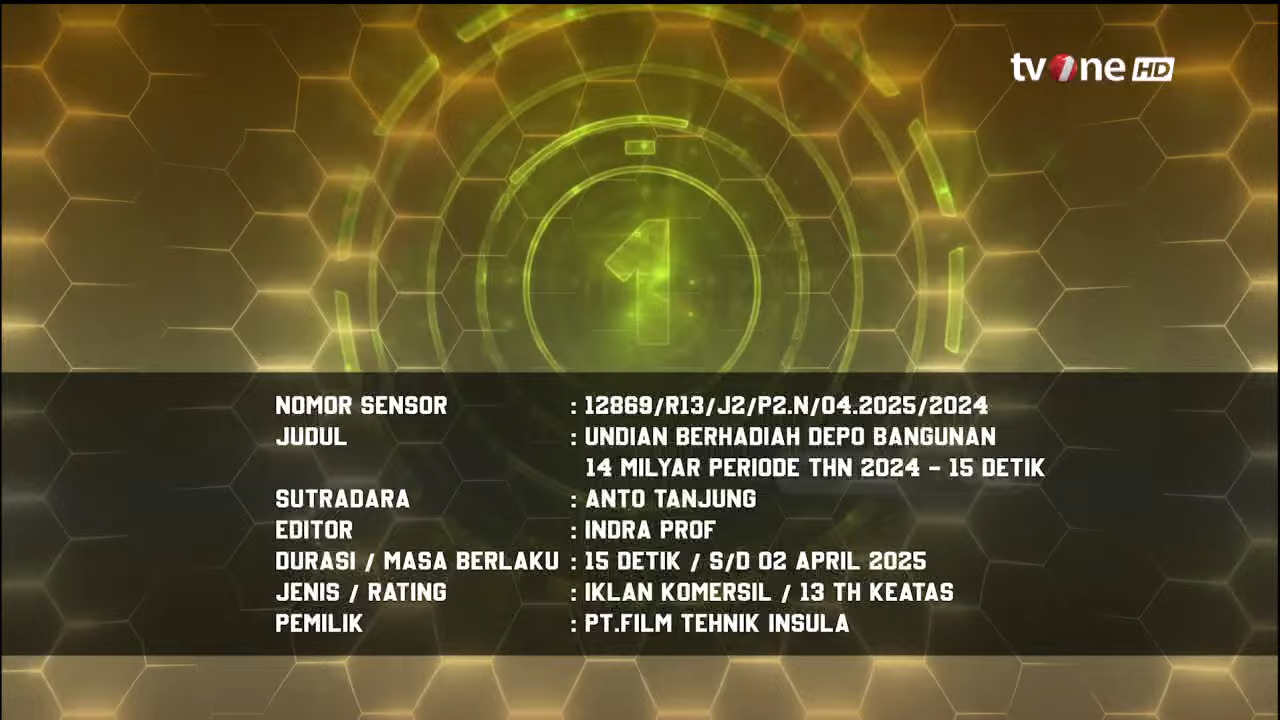 tvOne HD
1
NOMOR SENSOR : 12869/R13/J2/P2.N/04.2025/2024
JUDUL : UNDIAN BERHADIAH DEPO BANGUNAN
14 MILYAR PERIODE THN 2024 - 15 DETIK
SUTRADARA : ANTO TANJUNG
EDITOR : INDRA PROF
DURASI / MASA BERLAKU : 15 DETIK / S/D 02 APRIL 2025
JENIS / RATING : IKLAN KOMERSIL / 13 TH KEATAS
PEMILIK : PT.FILM TEHNIK INSULA